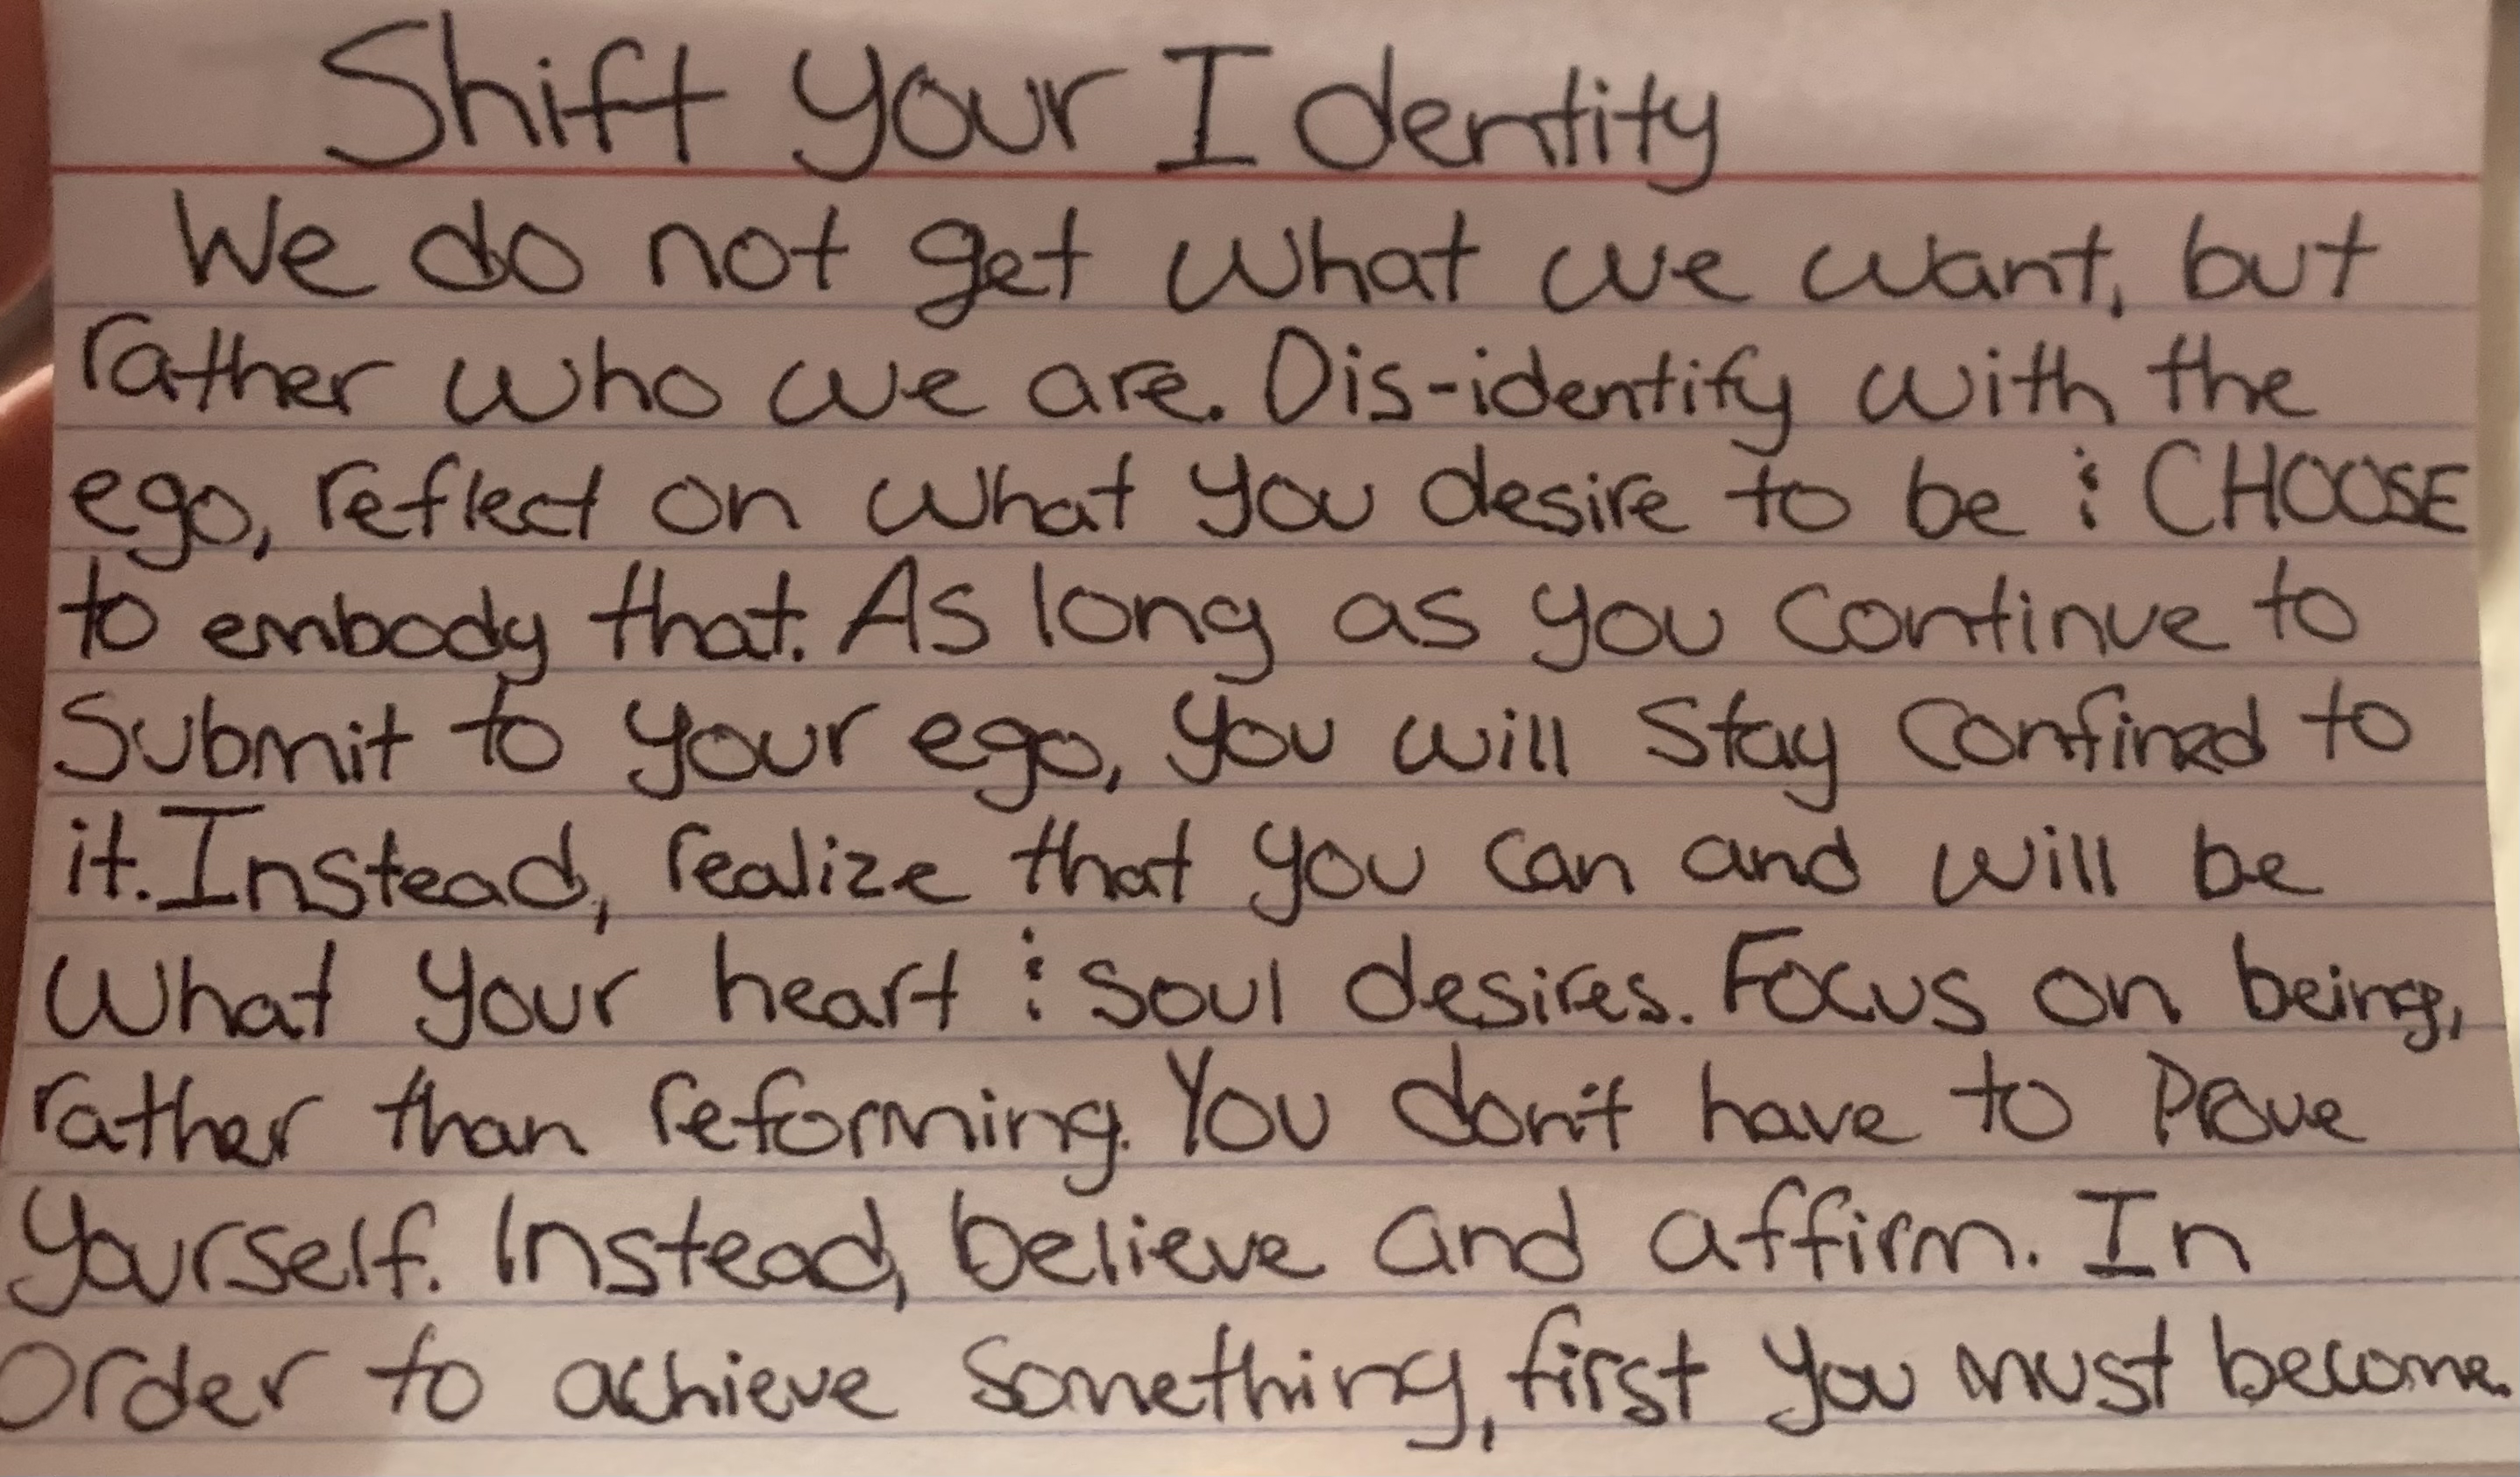 Shift Your Identity
We do not get what we want, but
rather who we are. Dis-identify with the
ego, reflect on what you desire to be & CHOOSE
to embody that. As long as you continue to
Submit to your ego, you will stay confined to
it. Instead, realize that you can and will be
What your heart & soul desires. Focus on being,
rather than reforming. You don't have to Prove
yourself. Instead, believe and affirm. In
Order to achieve something, first you must become.